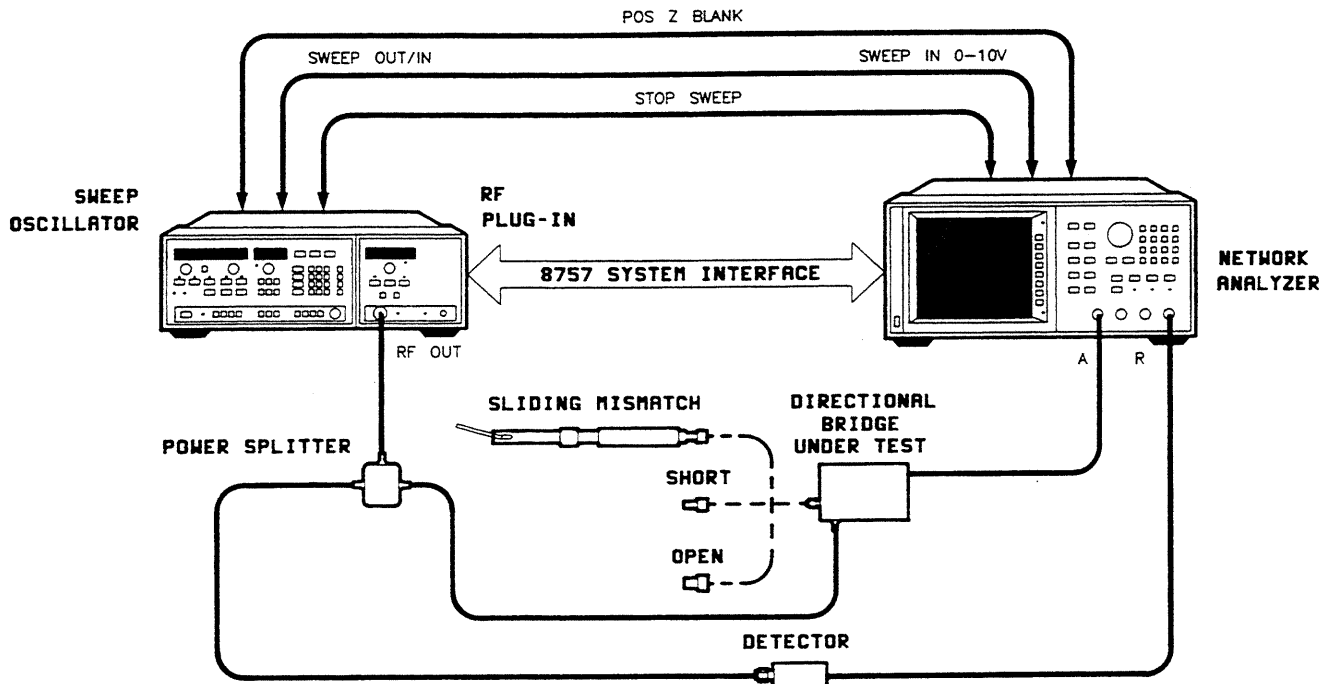 POS Z BLANK
SWEEP OUT/IN
SWEEP IN 0-10V
STOP SWEEP
SWEEP
OSCILLATOR
RF
PLUG-IN
8757 SYSTEM INTERFACE
NETWORK
ANALYZER
RF OUT
A
R
SLIDING MISMATCH
DIRECTIONAL
BRIDGE
UNDER TEST
POWER SPLITTER
SHORT
OPEN
DETECTOR